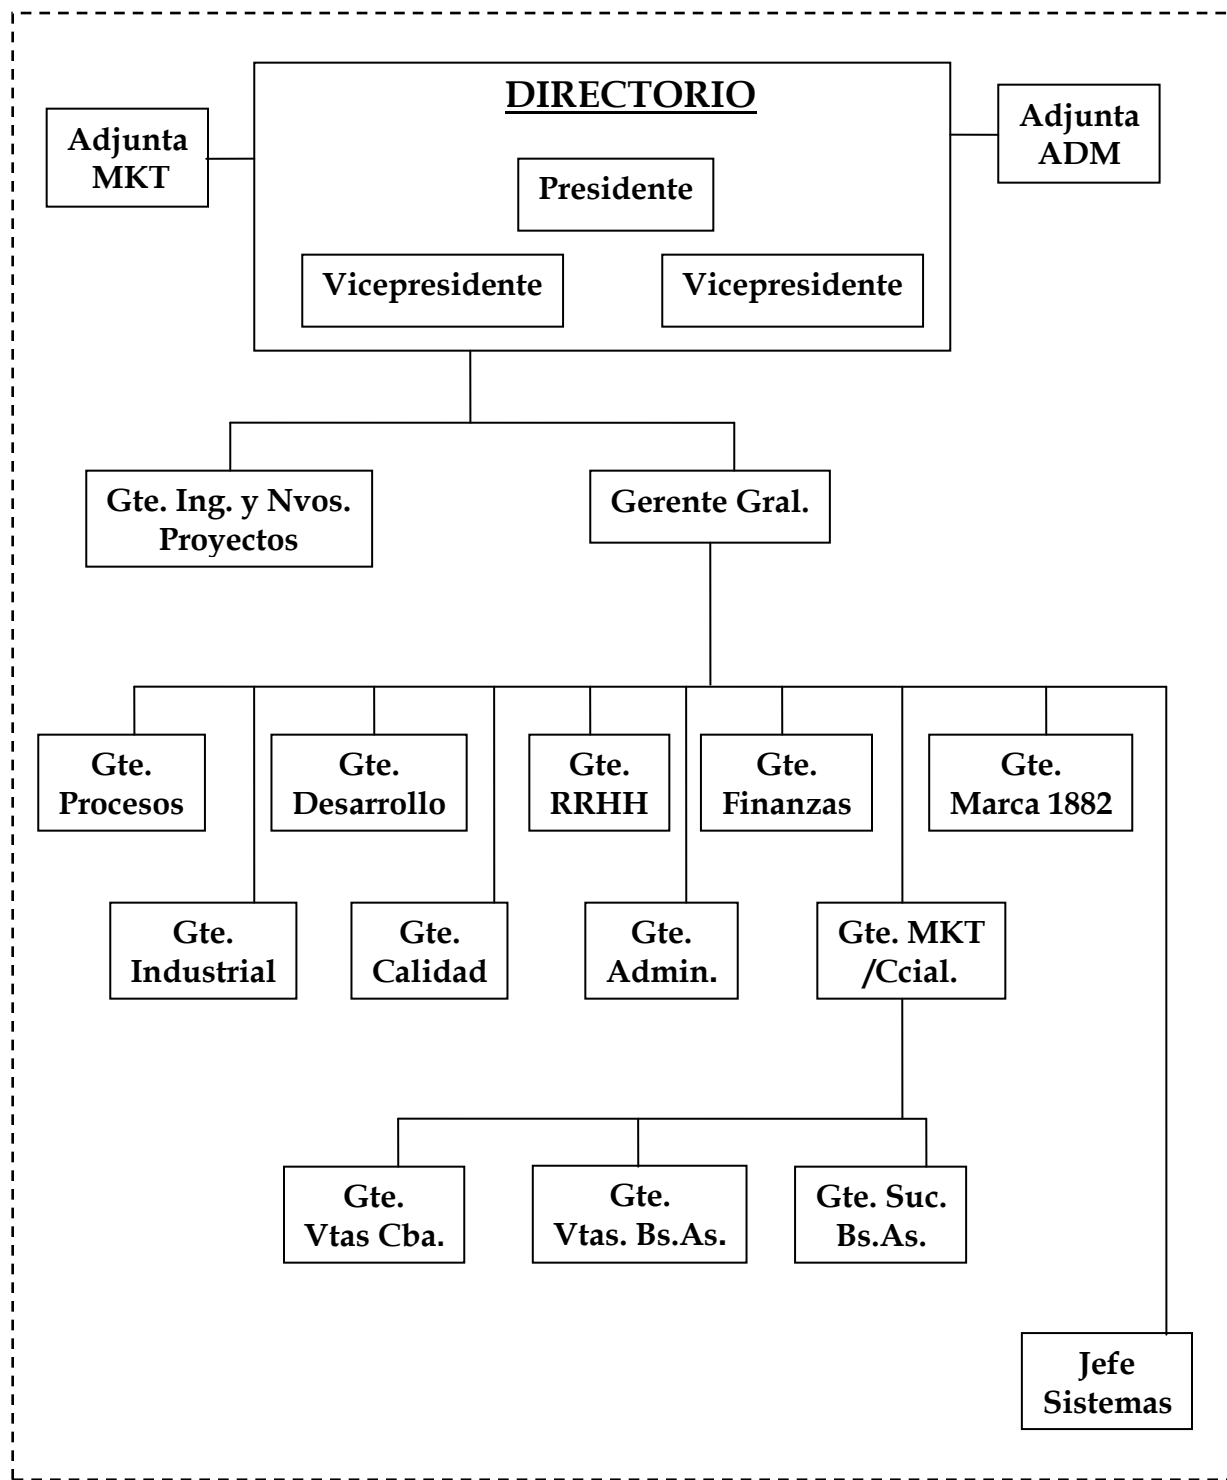 DIRECTORIO
Adjunta
MKT
Adjunta
ADM
Presidente
Vicepresidente
Vicepresidente
Gte. Ing. y Nvos.
Proyectos
Gerente Gral.
Gte.
Procesos
Gte.
Desarrollo
Gte.
RRHH
Gte.
Finanzas
Gte.
Marca 1882
Gte.
Industrial
Gte.
Calidad
Gte.
Admin.
Gte. MKT
/Ccial.
Gte.
Vtas Cba.
Gte.
Vtas. Bs.As.
Gte. Suc.
Bs.As.
Jefe
Sistemas